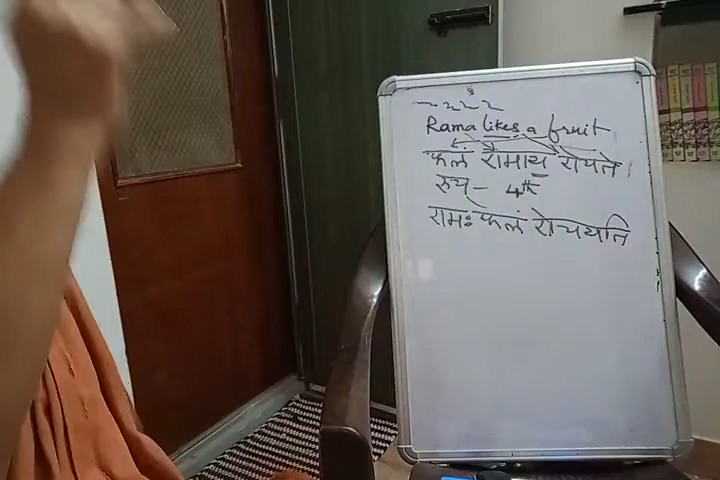 Rama likes a fruit
फलं रामाय रोचते
रुच् - 4th
रामः फलं रोचयति